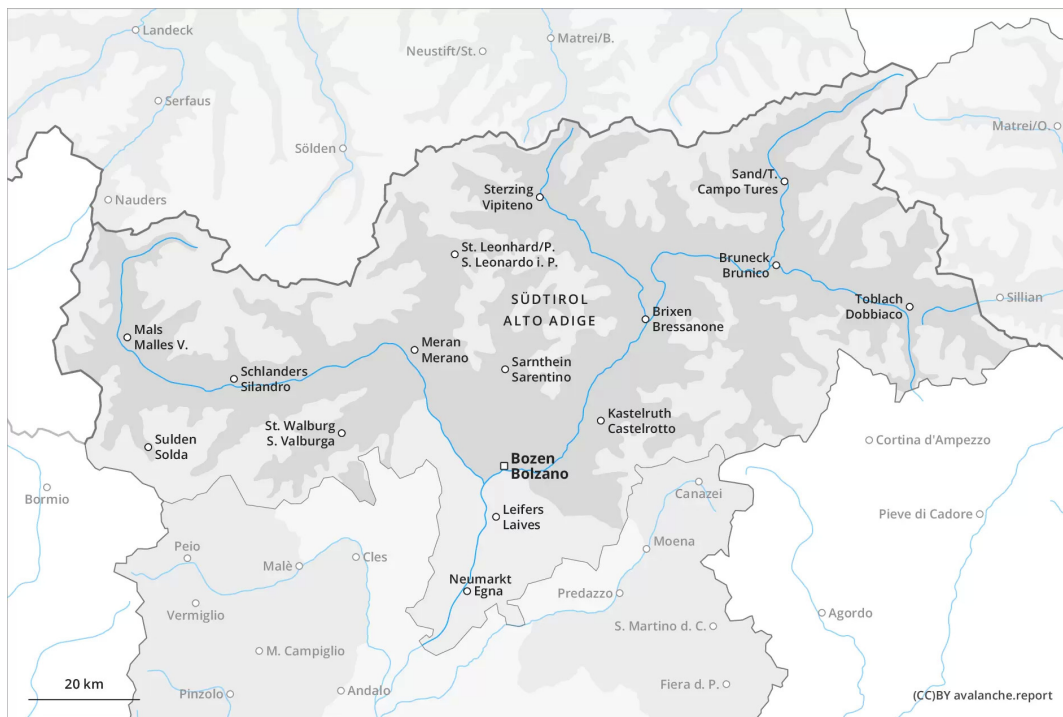 Landeck
Matrei/B.
Neustift/St.
Serfaus
Matrei/O.
Sölden
Sand/T.
Campo Tures
Nauders
Sterzing
Vipiteno
St. Leonhard/P.
S. Leonardo i. P.
Bruneck
Brunico
SÜDTIROL
ALTO ADIGE
Toblach
Dobbiaco
Sillian
Brixen
Bressanone
Mals
Malles V.
Meran
Merano
Sarnthein
Sarentino
Schlanders
Silandro
Kastelruth
Castelrotto
St. Walburg
S. Valburga
Sulden
Solda
Cortina d'Ampezzo
Bozen
Bolzano
Bormio
Canazei
Leifers
Laives
Pieve di Cadore
Peio
Moena
Cles
Malè
Neumarkt
Egna
Predazzo
Vermiglio
Agordo
S. Martino d. C.
M. Campiglio
20 km
Pinzolo
Andalo
Fiera d. P.
(CC)BY avalanche.report